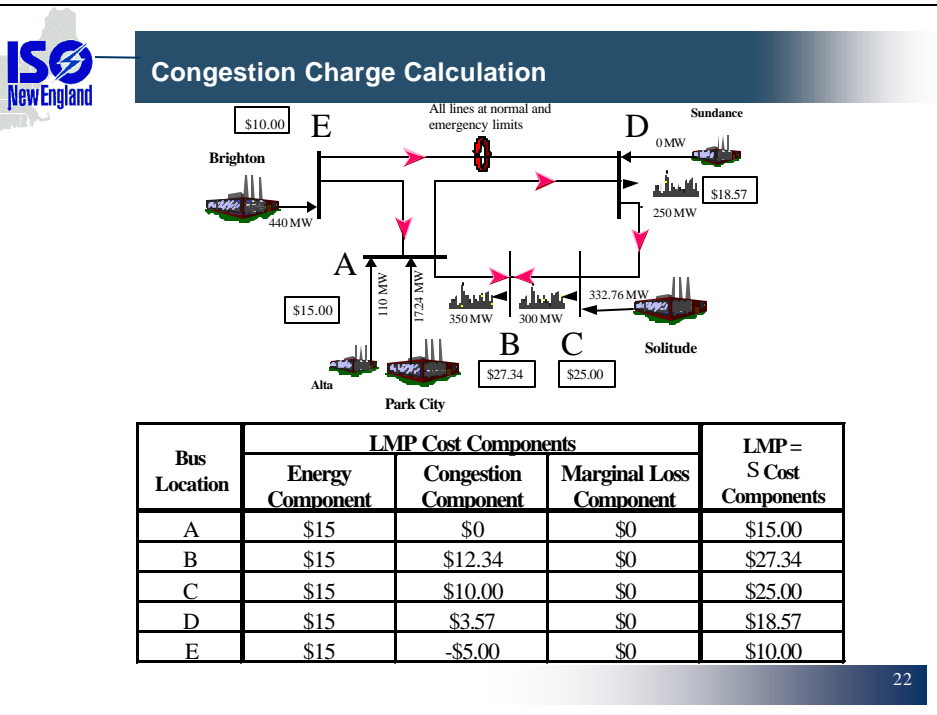 ISO
New England
Congestion Charge Calculation
All lines at normal and
emergency limits
Sundance
$10.00
E
D
0 MW
Brighton
$18.57
440 MW
250 MW
A
110 MW
17.24 MW
332.76 MW
$15.00
350 MW
300 MW
B
C
Solitude
$27.34
$25.00
Alta
Park City
Bus
Location
LMP Cost Components
LMP =
S Cost
Components
Energy
Component
Congestion
Component
Marginal Loss
Component
A $15 $0 $0 $15.00
B $15 $12.34 $0 $27.34
C $15 $10.00 $0 $25.00
D $15 $3.57 $0 $18.57
E $15 -$5.00 $0 $10.00
22